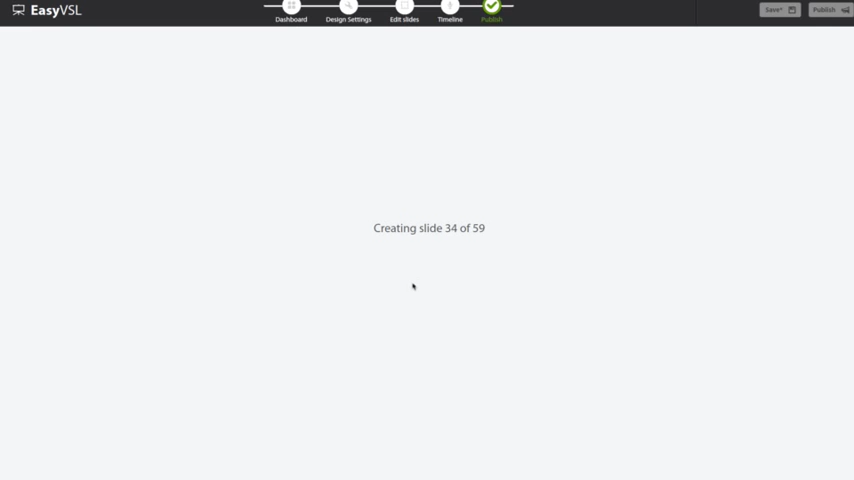 EasyVSL
Dashboard
Design Settings
Edit slides
Timeline
Publish
Save*
Publish
Creating slide 34 of 59